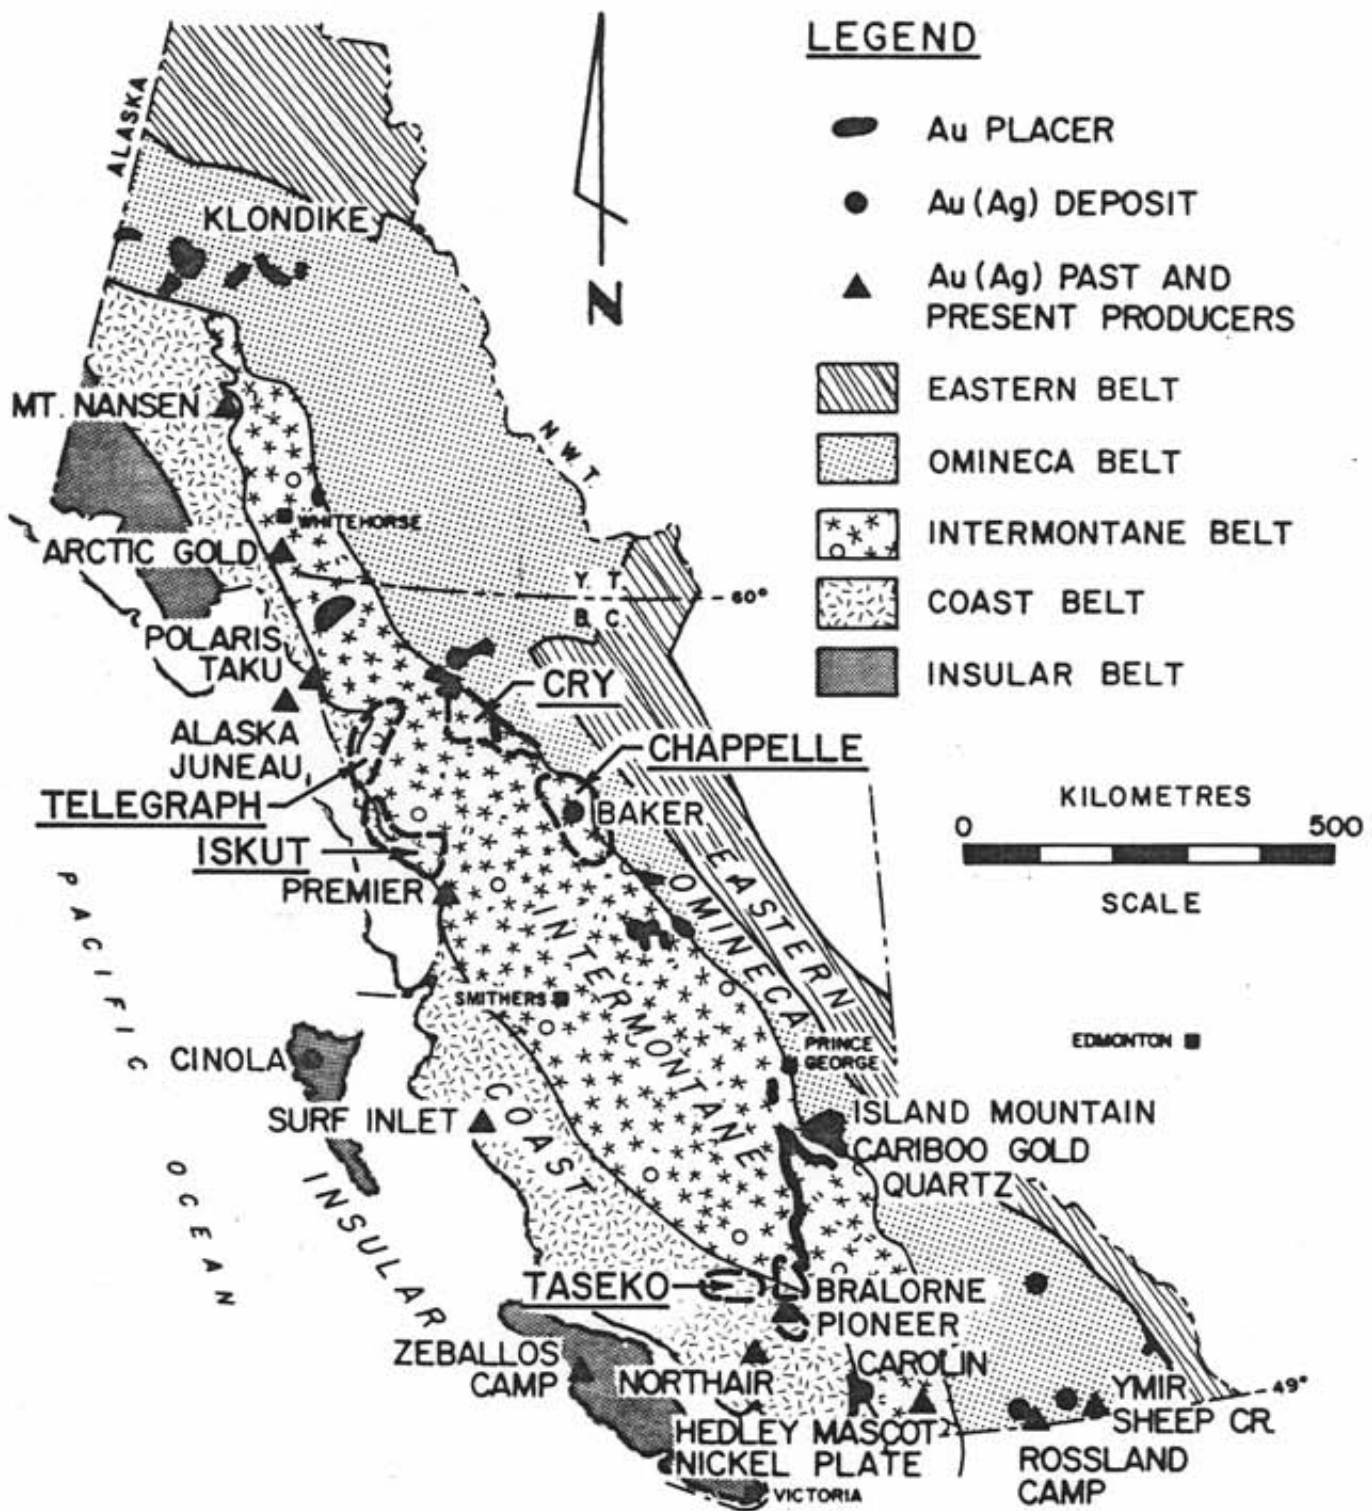 LEGEND
Au PLACER
Au (Ag) DEPOSIT
Au (Ag) PAST AND
PRESENT PRODUCERS
EASTERN BELT
OMINECA BELT
INTERMONTANE BELT
COAST BELT
INSULAR BELT
KILOMETRES
0 500
SCALE
N
ALASKA
KLONDIKE
MT. NANSEN
N.W.T.
WHITEHORSE
ARCTIC GOLD
Y. T.
B. C
60°
POLARIS
TAKU
CRY
ALASKA
JUNEAU
CHAPPELLE
TELEGRAPH
BAKER
ISKUT
PREMIER
EASTERN
OMINECA
INTERMONTANE
PACIFIC
OCEAN
SMITHERS
EDMONTON
PRINCE
GEORGE
CINOLA
COAST
SURF INLET
ISLAND MOUNTAIN
CARIBOO GOLD
QUARTZ
INSULAR
TASEKO
BRALORNE
PIONEER
ZEBALLOS
CAMP
NORTHAIR
CAROLIN
49°
YMIR
SHEEP CR.
HEDLEY MASCOT
NICKEL PLATE
ROSSLAND
CAMP
VICTORIA